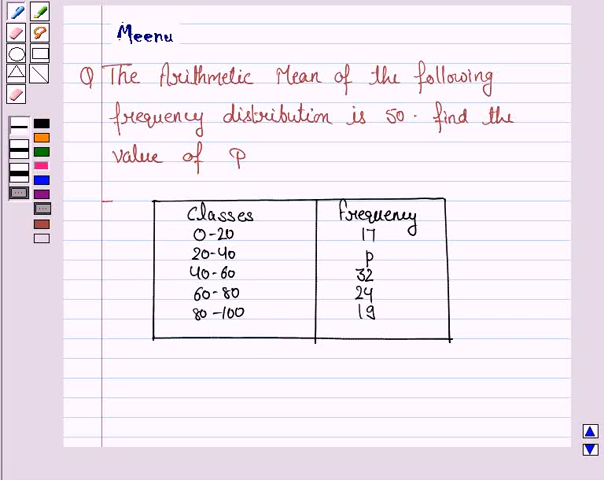 Meenu
Q The Arithmetic Mean of the following
frequency distribution is 50. find the
value of p
Classes Frequency
0-20 17
20-40 p
40-60 32
60-80 24
80-100 19